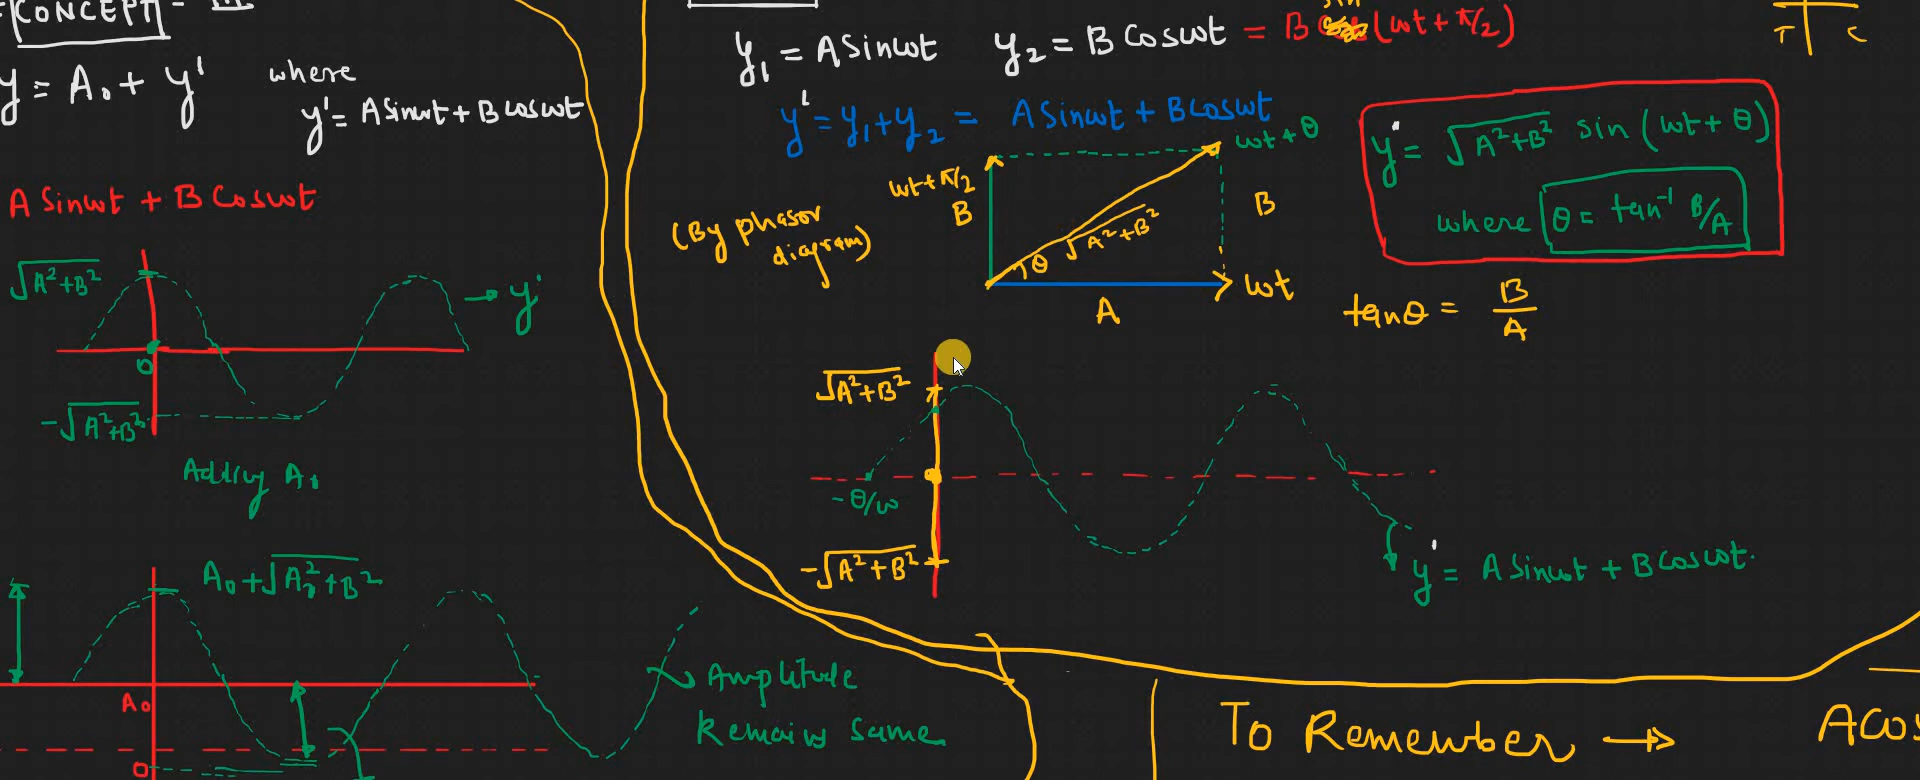 CONCEPT - III
y = A₀ + y' where
y' = A sinωt + B cosωt
A sinωt + B cosωt
√A²+B²
→ y'
0
-√A²+B²
Adding A₀
A₀ + √A₀²+B²
A₀
0
Amplitude
Remains same
y₁ = A sinωt y₂ = B cosωt = B sin (ωt + π/2)
T C
y' = y₁ + y₂ = A sinωt + B cosωt
ωt + θ
ωt + π/2
B
B
(By phasor
diagram)
θ √A²+B²
ωt
A
y' = √A²+B² sin (ωt + θ)
where θ = tan⁻¹ B/A
tanθ = B/A
√A²+B²
-θ/ω
-√A²+B²
y' = A sinωt + B cosωt.
To Remember → Acos